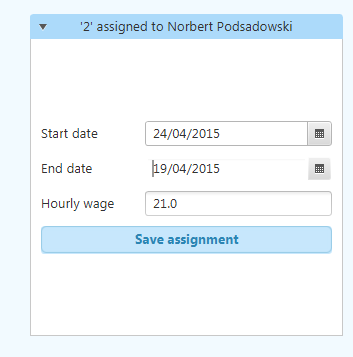 '2' assigned to Norbert Podsadowski
Start date 24/04/2015
End date 19/04/2015
Hourly wage 21.0
Save assignment